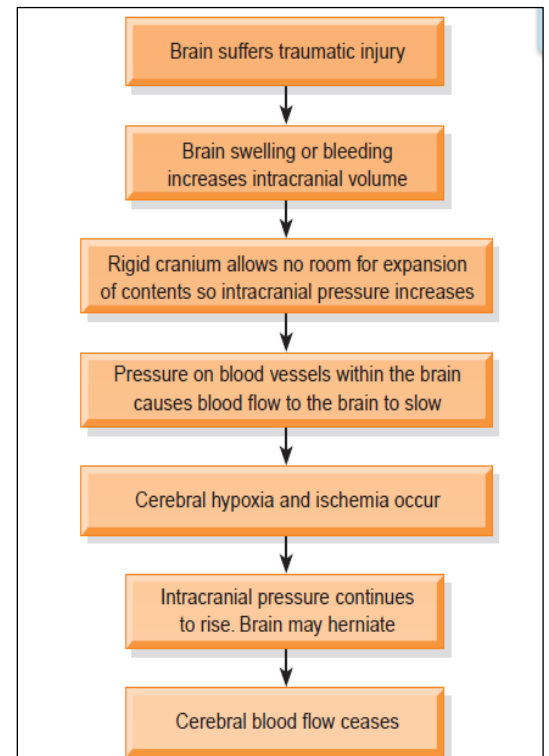 Brain suffers traumatic injury
Brain swelling or bleeding
increases intracranial volume
Rigid cranium allows no room for expansion
of contents so intracranial pressure increases
Pressure on blood vessels within the brain
causes blood flow to the brain to slow
Cerebral hypoxia and ischemia occur
Intracranial pressure continues
to rise. Brain may herniate
Cerebral blood flow ceases